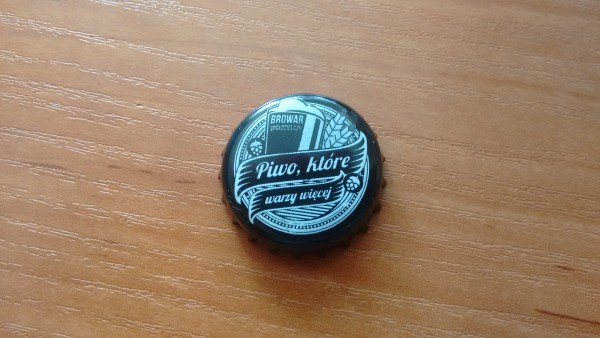 BROWAR
SPÓŁDZIELCZY
Piwo, które
warzy więcej